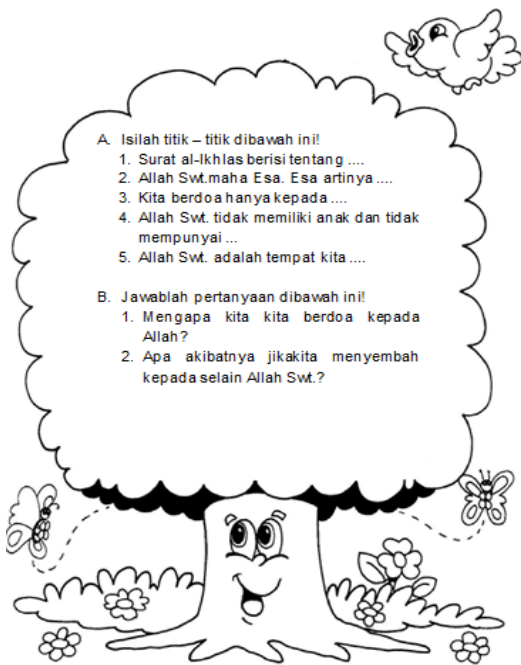 A. Isilah titik – titik dibawah ini!
1. Surat al-Ikhlas berisi tentang ....
2. Allah Swt.maha Esa. Esa artinya ....
3. Kita berdoa hanya kepada ....
4. Allah Swt. tidak memiliki anak dan tidak
mempunyai ...
5. Allah Swt. adalah tempat kita ....
B. Jawablah pertanyaan dibawah ini!
1. Mengapa kita kita berdoa kepada
Allah?
2. Apa akibatnya jikakita menyembah
kepada selain Allah Swt.?